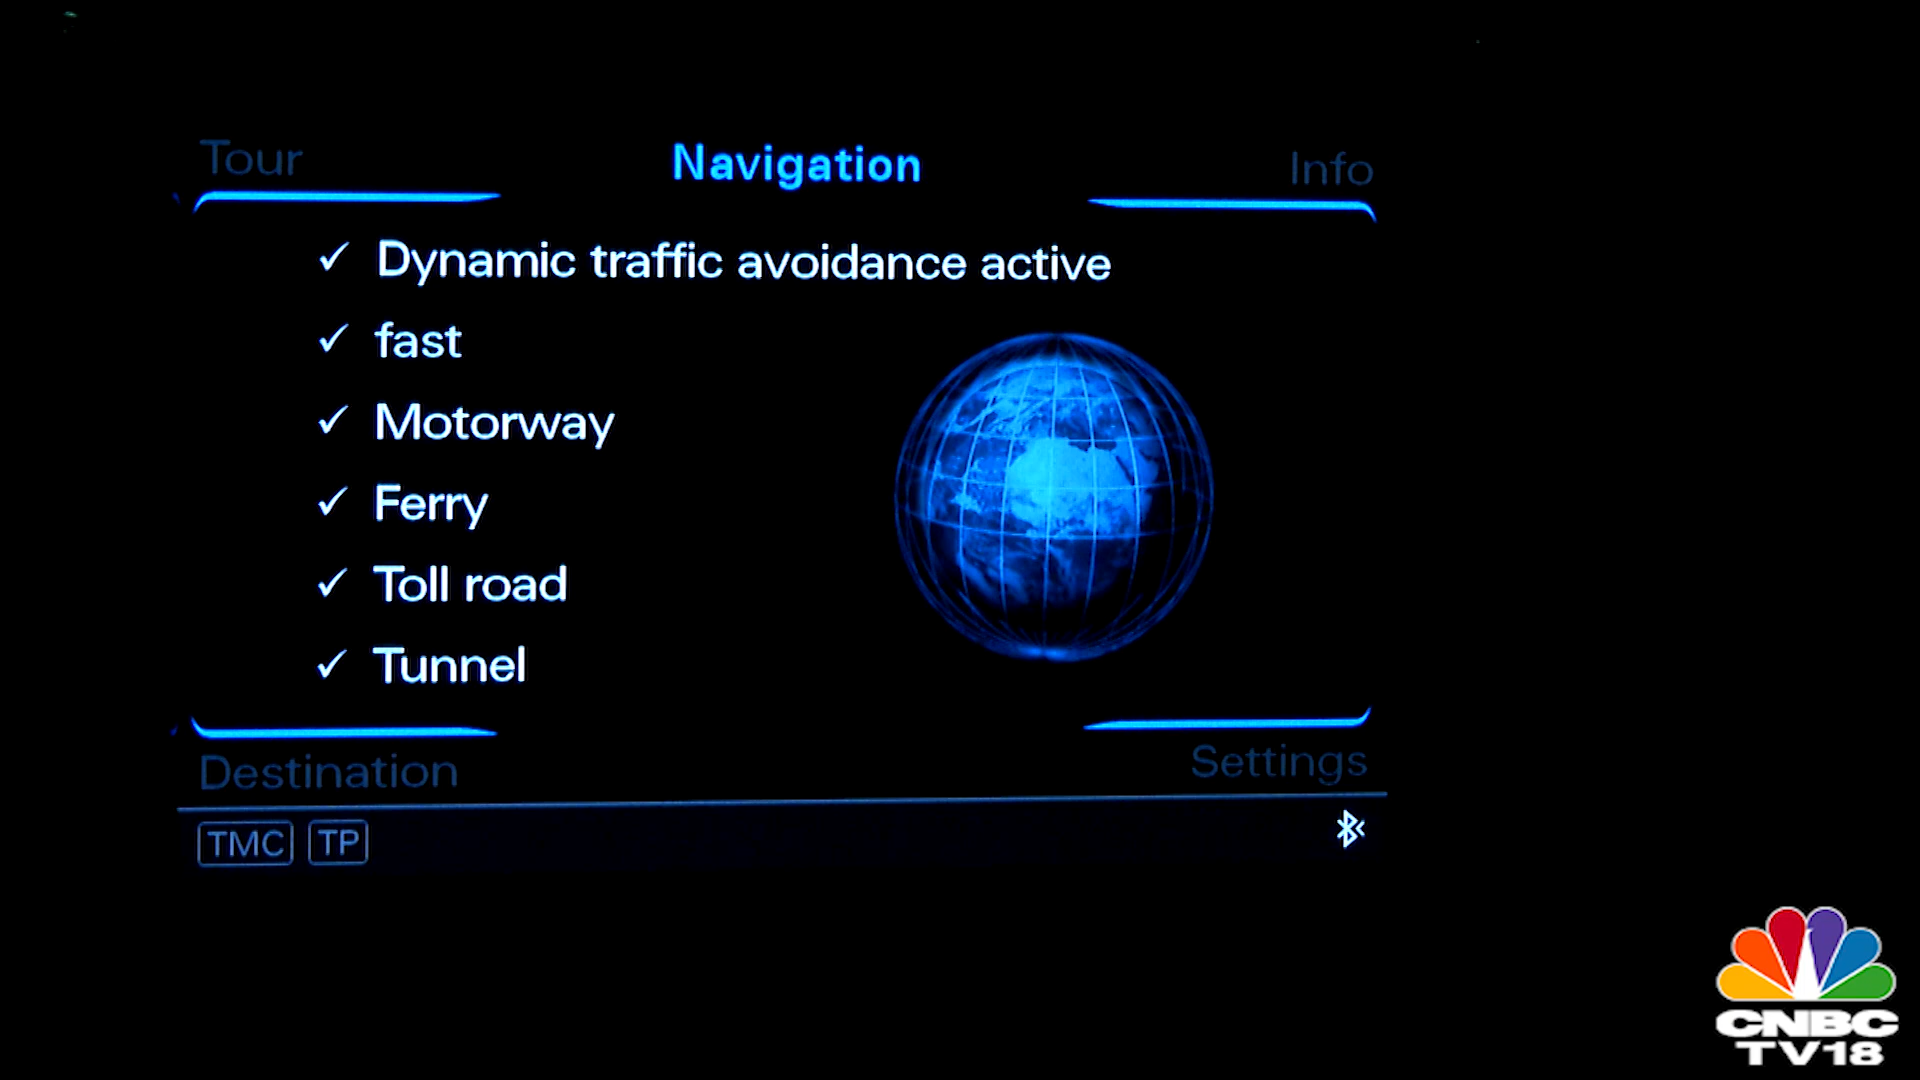 Tour Navigation Info
✓ Dynamic traffic avoidance active
✓ fast
✓ Motorway
✓ Ferry
✓ Toll road
✓ Tunnel
Destination Settings
TMC TP
CNBC
TV18